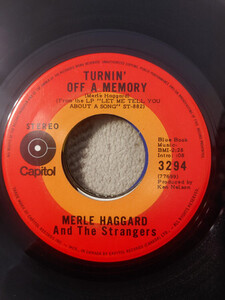 TURNIN'
OFF A MEMORY
(Merle Haggard)
(From the LP "LET ME TELL YOU
ABOUT A SONG" ST-882)
STEREO
Capitol
Blue Book
Music-
3294
Produced by
Ken Nelson
MERLE HAGGARD
And The Strangers